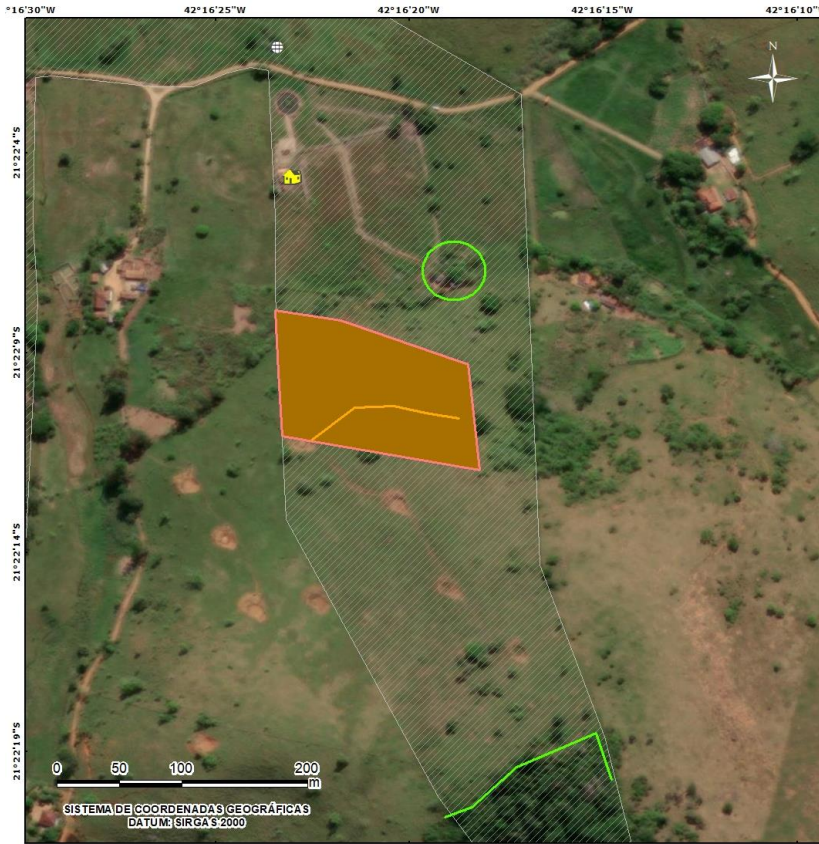 °16'30"W 42°16'25"W 42°16'20"W 42°16'15"W 42°16'10"W
N
21°22'4"S
21°22'9"S
21°22'14"S
21°22'19"S
0 50 100 200
m
SISTEMA DE COORDENADAS GEOGRÁFICAS
DATUM: SIRGAS 2000